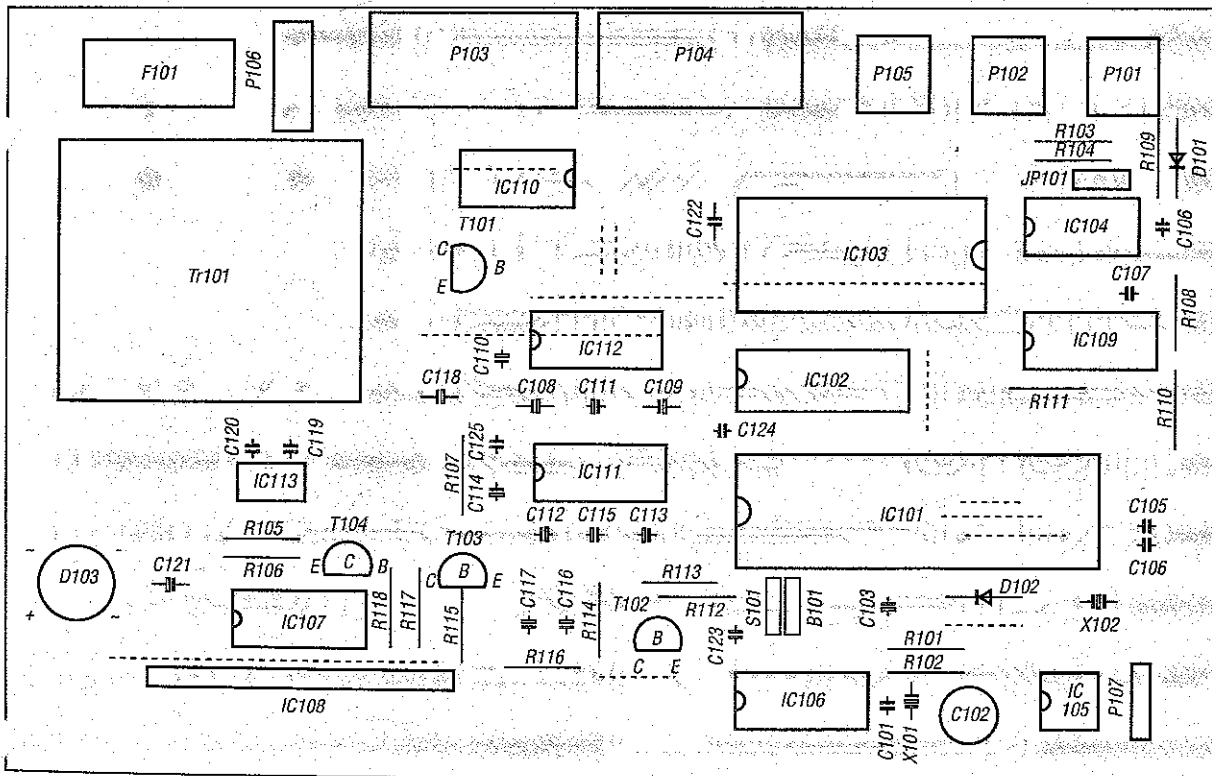 F101
P106
P103
P104
P105
P102
P101
R103
R104
R109
D101
JP101
IC110
T101
C
B
E
C122
IC103
IC104
C106
Tr101
C107
R108
IC112
IC109
C110
IC102
C118
C108
C111
C109
R111
R110
C120
C119
C125
C124
IC113
R107
C114
IC111
IC101
C112
C115
C113
C105
C106
R105
T104
T103
E
C
B
C
B
E
D103
~
~
+
~
C121
R106
R118
R117
R115
C117
C116
R114
R113
T102
R112
S101
B101
C103
D102
X102
IC107
B
C
E
C123
R101
R102
R116
IC108
IC106
C101
X101
C102
IC
105
P107